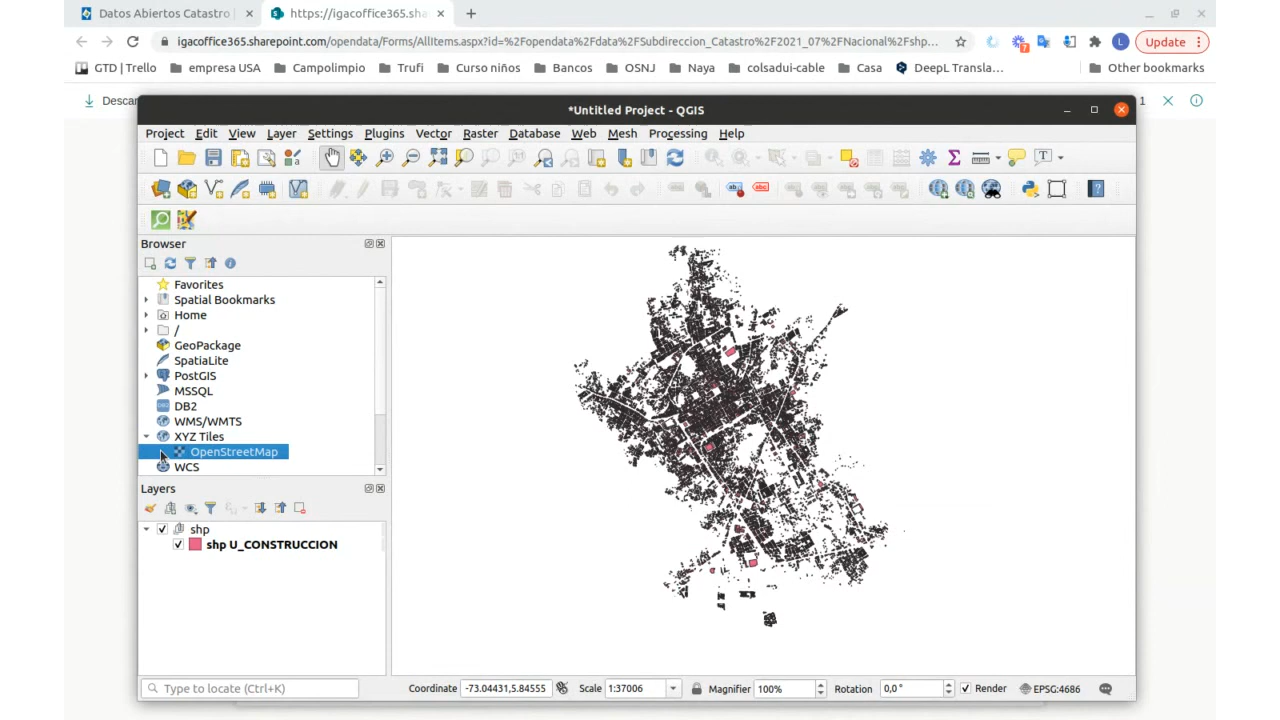 Datos Abiertos Catastro
https://igacoffice365.sha
igacoffice365.sharepoint.com/opendata/Forms/AllItems.aspx?id=%2Fopendata%2Fdata%2FSubdireccion_Catastro%2F2021_07%2FNacional%2Fshp...
L
Update
7
GTD | Trello
empresa USA
Campolimpio
Trufi
Curso niños
Bancos
OSNJ
Naya
colsadui-cable
Casa
DeepL Transla...
Other bookmarks
Descar
1
*Untitled Project - QGIS
Project Edit View Layer Settings Plugins Vector Raster Database Web Mesh Processing Help
Browser
Favorites
Spatial Bookmarks
Home
/
GeoPackage
SpatiaLite
PostGIS
MSSQL
DB2
WMS/WMTS
XYZ Tiles
OpenStreetMap
WCS
Layers
shp
shp U_CONSTRUCCION
Type to locate (Ctrl+K)
Coordinate -73.04431,5.84555 Scale 1:37006 Magnifier 100% Rotation 0,0 ° Render EPSG:4686